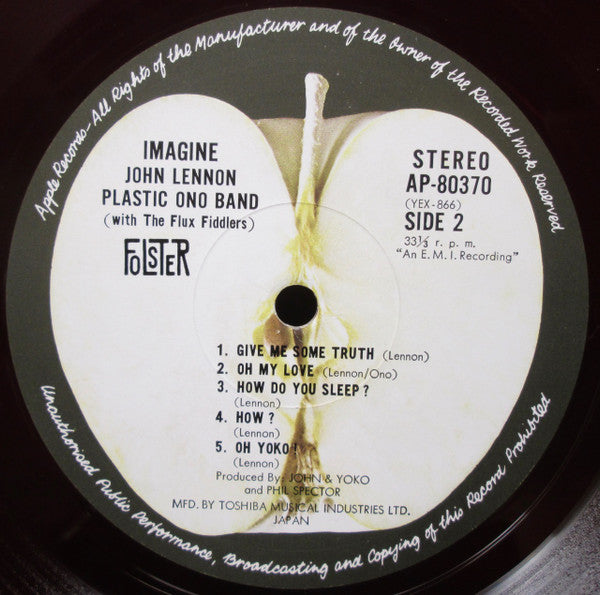 Apple Records-All Rights of the Manufacturer and of the Owner of the Recorded Work Reserved
IMAGINE
JOHN LENNON
PLASTIC ONO BAND
(with The Flux Fiddlers)
FOLSTER
STEREO
AP-80370
(YEX-866)
SIDE 2
33⅓ r. p. m.
"An E. M. I. Recording"
1. GIVE ME SOME TRUTH (Lennon)
2. OH MY LOVE (Lennon/Ono)
3. HOW DO YOU SLEEP?
(Lennon)
4. HOW?
(Lennon)
5. OH YOKO!
(Lennon)
Produced By: JOHN & YOKO
and PHIL SPECTOR
MFD. BY TOSHIBA MUSICAL INDUSTRIES LTD.
JAPAN
Unauthorised Public Performance, Broadcasting and Copying of this Record Prohibited